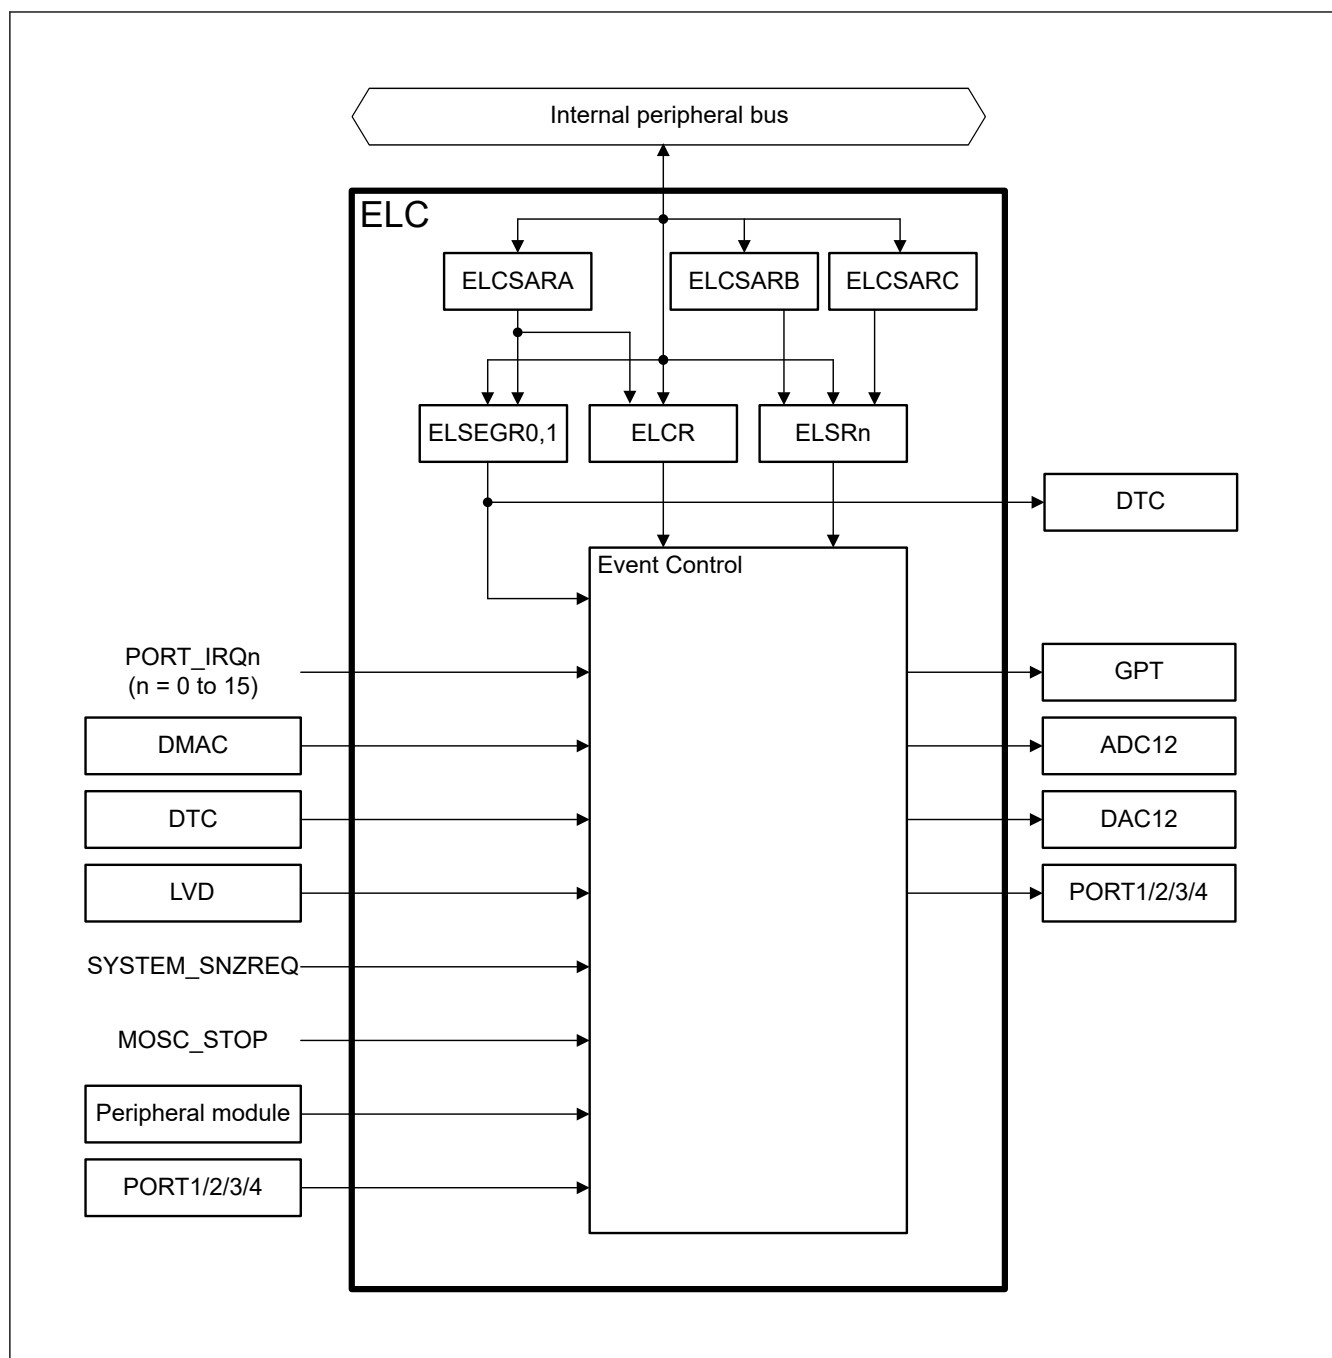 Internal peripheral bus
ELC
ELCSARA
ELCSARB
ELCSARC
ELSEGR0,1
ELCR
ELSRn
DTC
Event Control
PORT_IRQn
(n = 0 to 15)
GPT
DMAC
ADC12
DTC
DAC12
LVD
PORT1/2/3/4
SYSTEM_SNZREQ
MOSC_STOP
Peripheral module
PORT1/2/3/4